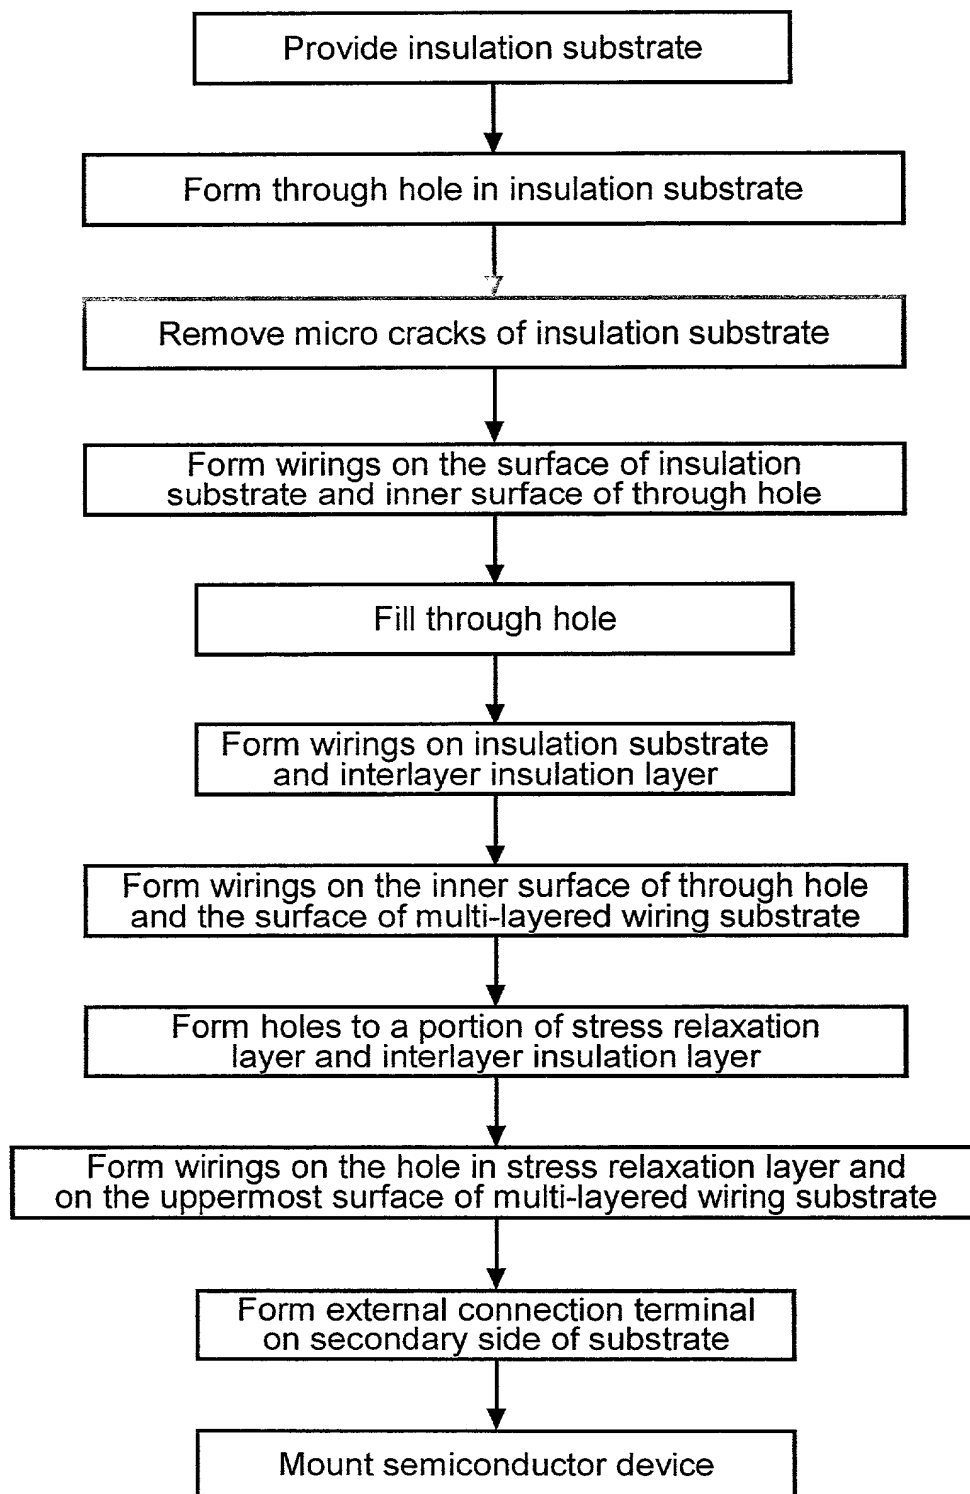 Provide insulation substrate
Form through hole in insulation substrate
Remove micro cracks of insulation substrate
Form wirings on the surface of insulation
substrate and inner surface of through hole
Fill through hole
Form wirings on insulation substrate
and interlayer insulation layer
Form wirings on the inner surface of through hole
and the surface of multi-layered wiring substrate
Form holes to a portion of stress relaxation
layer and interlayer insulation layer
Form wirings on the hole in stress relaxation layer and
on the uppermost surface of multi-layered wiring substrate
Form external connection terminal
on secondary side of substrate
Mount semiconductor device